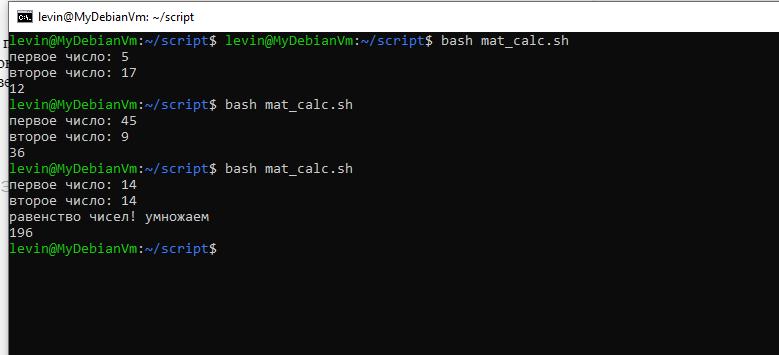 levin@MyDebianVm: ~/script
levin@MyDebianVm:~/script$ levin@MyDebianVm:~/script$ bash mat_calc.sh
первое число: 5
второе число: 17
12
levin@MyDebianVm:~/script$ bash mat_calc.sh
первое число: 45
второе число: 9
36
levin@MyDebianVm:~/script$ bash mat_calc.sh
первое число: 14
второе число: 14
равенство чисел! умножаем
196
levin@MyDebianVm:~/script$